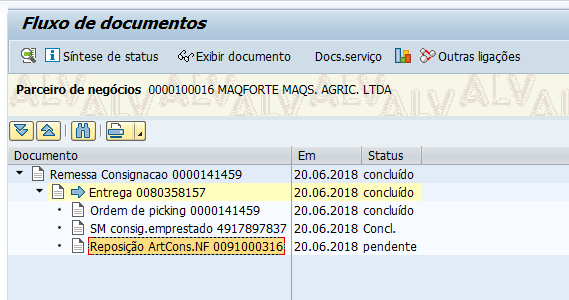 Fluxo de documentos
Síntese de status Exibir documento Docs.serviço Outras ligações
Parceiro de negócios 0000100016 MAQFORTE MAQS. AGRIC. LTDA
Documento Em Status
Remessa Consignacao 0000141459 20.06.2018 concluído
Entrega 0080358157 20.06.2018 concluído
Ordem de picking 0000141459 20.06.2018 concluído
SM consig.emprestado 4917897837 20.06.2018 Concl.
Reposição ArtCons.NF 0091000316 20.06.2018 pendente